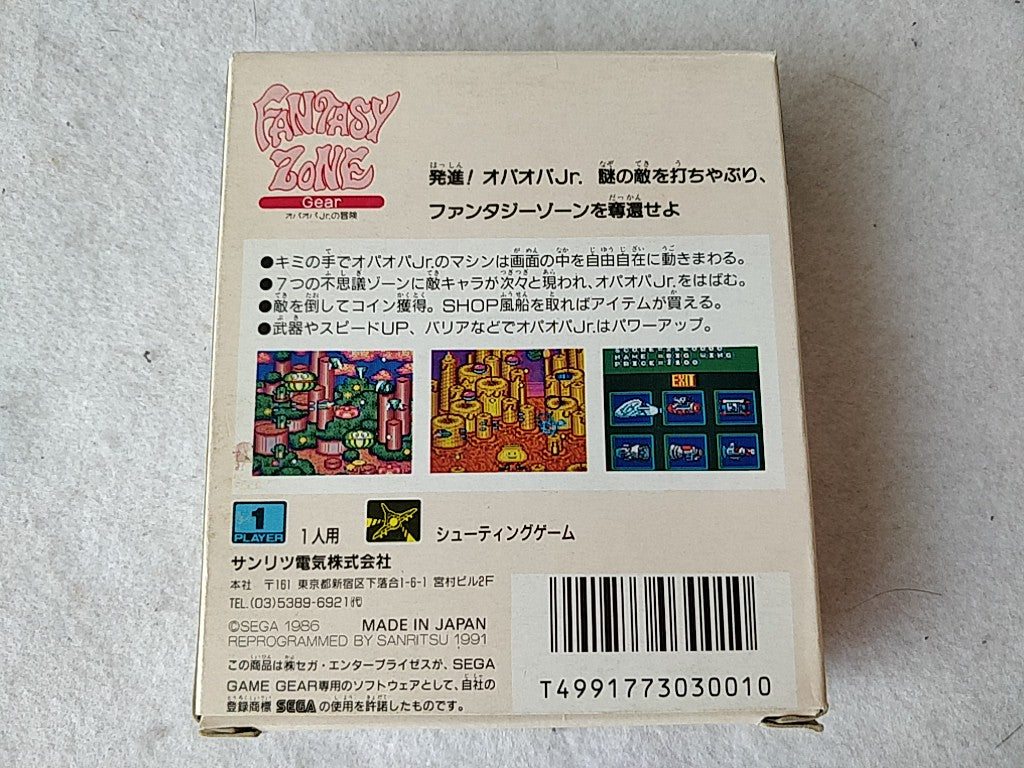 FANTASY
ZONE
Gear
オパオパJr.の冒険
発進！オパオパJr. 謎の敵を打ちやぶり、
ファンタジーゾーンを奪還せよ
●キミの手でオパオパJr.のマシンは画面の中を自由自在に動きまわる。
●7つの不思議ゾーンに敵キャラが次々と現われ、オパオパJr.をはばむ。
●敵を倒してコイン獲得。SHOP風船を取ればアイテムが買える。
●武器やスピードUP、バリアなどでオパオパJr.はパワーアップ。
NAME =BIG WING
EXIT
1
PLAYER
1人用
シューティングゲーム
サンリツ電気株式会社
本社 〒161 東京都新宿区下落合1-6-1 宮村ビル2F
TEL.(03)5389-6921㈹
©SEGA 1986 MADE IN JAPAN
REPROGRAMMED BY SANRITSU 1991
この商品は㈱セガ・エンタープライゼスが、SEGA
GAME GEAR専用のソフトウェアとして、自社の
登録商標 SEGA の使用を許諾したものです。
T4991773030010